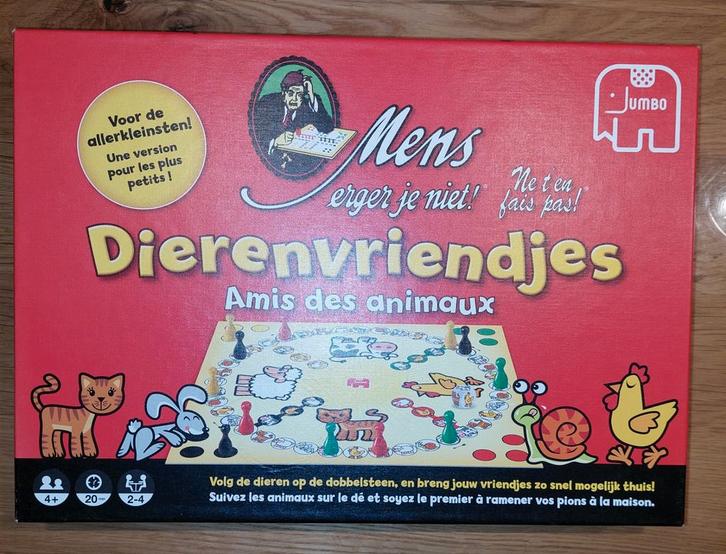 Voor de
allerkleinsten!
Une version
pour les plus
petits !
JUMBO
Mens
erger je niet!®
Ne t'en
fais pas!®
Dierenvriendjes
Amis des animaux
Volg de dieren op de dobbelsteen, en breng jouw vriendjes zo snel mogelijk thuis!
Suivez les animaux sur le dé et soyez le premier à ramener vos pions à la maison.
4+
20 min
2-4